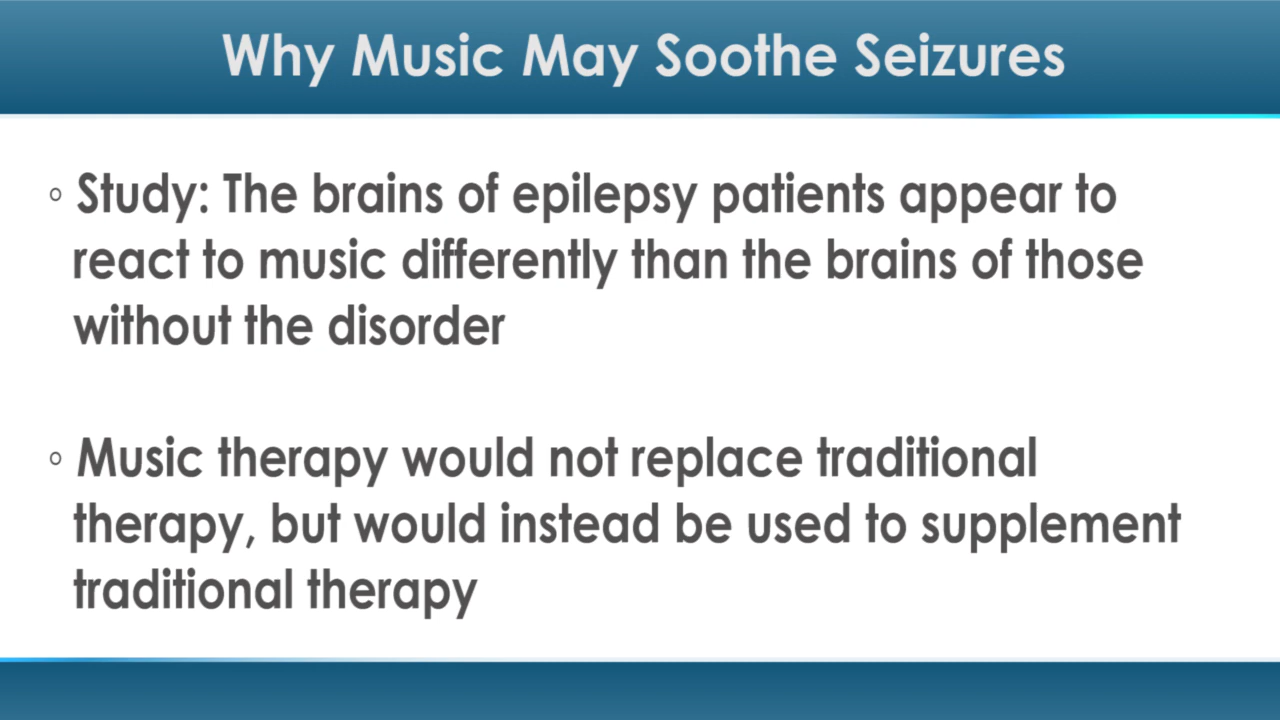 Why Music May Soothe Seizures
◦ Study: The brains of epilepsy patients appear to
react to music differently than the brains of those
without the disorder
◦ Music therapy would not replace traditional
therapy, but would instead be used to supplement
traditional therapy